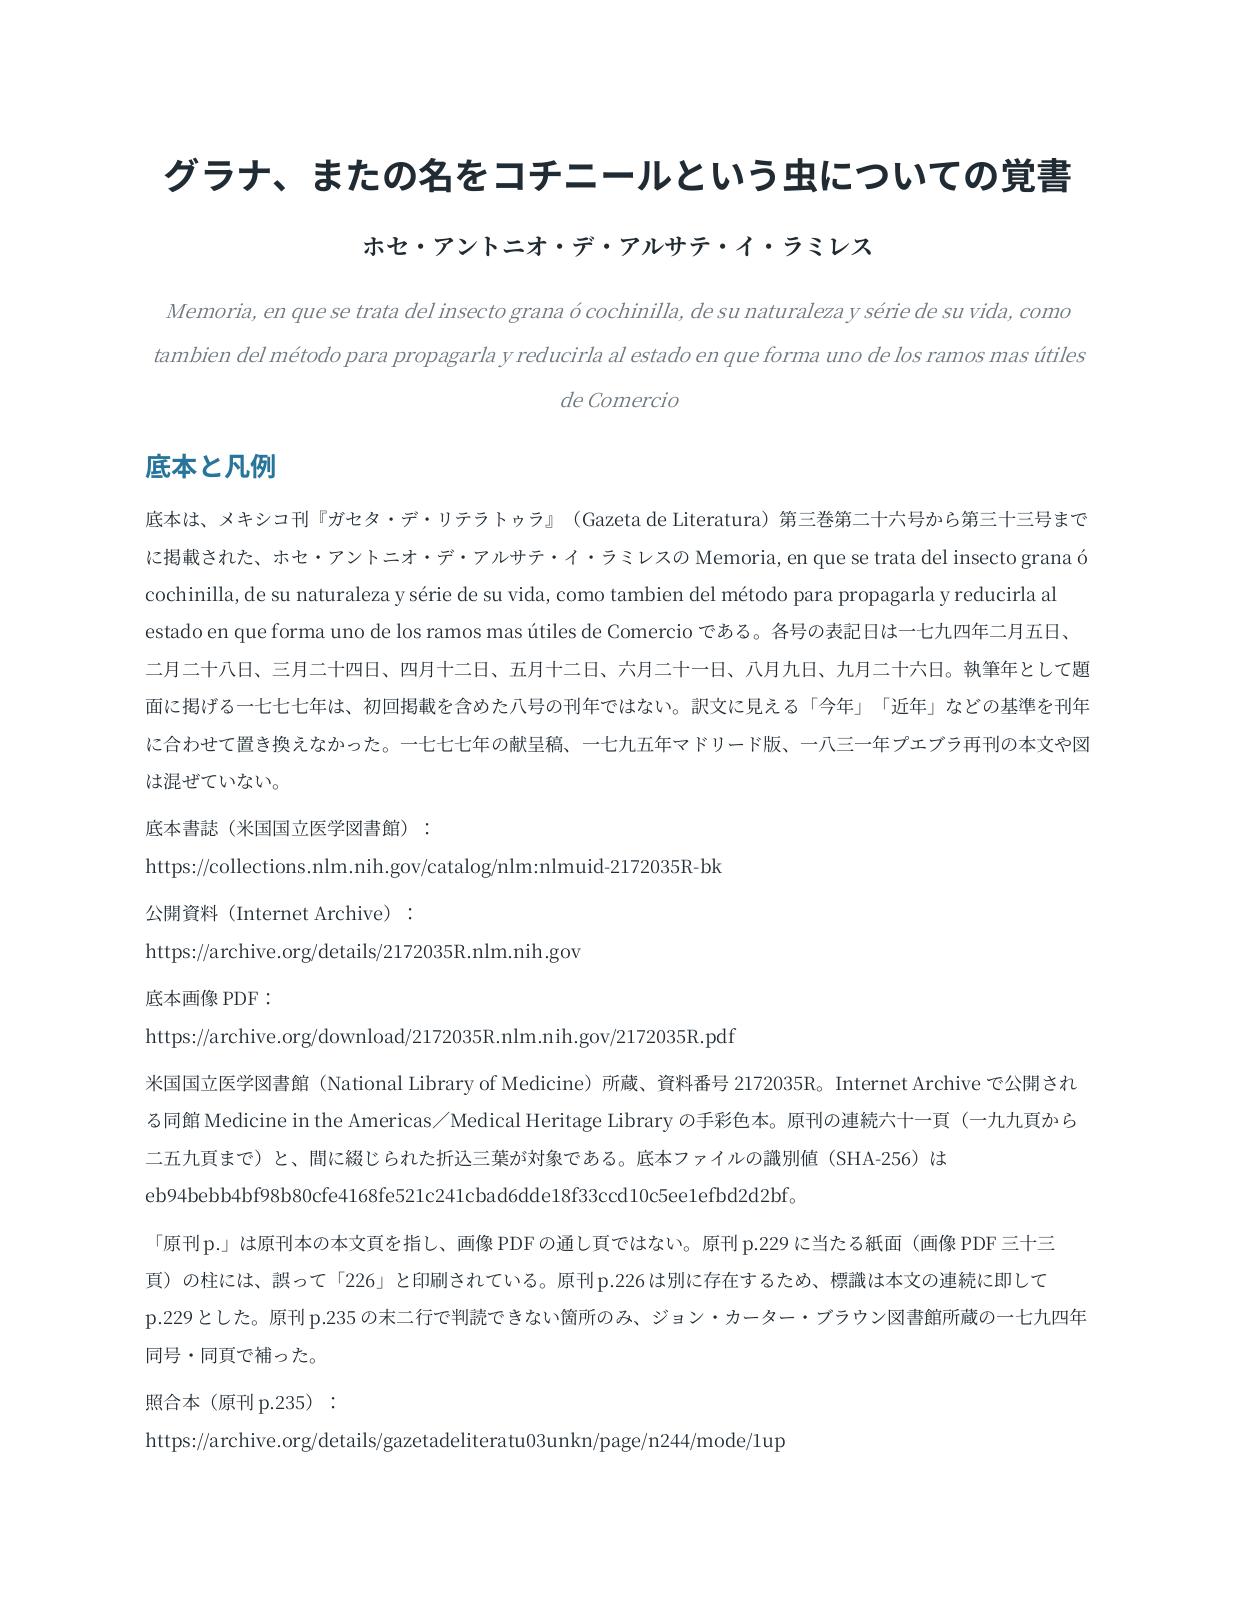 グラナ、またの名をコチニールという虫についての覚書
ホセ・アントニオ・デ・アルサテ・イ・ラミレス
Memoria, en que se trata del insecto grana ó cochinilla, de su naturaleza y série de su vida, como
tambien del método para propagarla y reducirla al estado en que forma uno de los ramos mas útiles
de Comercio
底本と凡例
底本は、メキシコ刊『ガセタ・デ・リテラトゥラ』（Gazeta de Literatura）第三巻第二十六号から第三十三号まで
に掲載された、ホセ・アントニオ・デ・アルサテ・イ・ラミレスの Memoria, en que se trata del insecto grana ó
cochinilla, de su naturaleza y série de su vida, como tambien del método para propagarla y reducirla al
estado en que forma uno de los ramos mas útiles de Comercio である。各号の表記日は一七九四年二月五日、
二月二十八日、三月二十四日、四月十二日、五月十二日、六月二十一日、八月九日、九月二十六日。執筆年として題
面に掲げる一七七七年は、初回掲載を含めた八号の刊年ではない。訳文に見える「今年」「近年」などの基準を刊年
に合わせて置き換えなかった。一七七七年の献呈稿、一七九五年マドリード版、一八三一年プエブラ再刊の本文や図
は混ぜていない。
底本書誌（米国国立医学図書館）：
https://collections.nlm.nih.gov/catalog/nlm:nlmuid-2172035R-bk
公開資料（Internet Archive）：
https://archive.org/details/2172035R.nlm.nih.gov
底本画像 PDF：
https://archive.org/download/2172035R.nlm.nih.gov/2172035R.pdf
米国国立医学図書館（National Library of Medicine）所蔵、資料番号 2172035R。Internet Archive で公開され
る同館 Medicine in the Americas／Medical Heritage Library の手彩色本。原刊の連続六十一頁（一九九頁から
二五九頁まで）と、間に綴じられた折込三葉が対象である。底本ファイルの識別値（SHA-256）は
eb94bebb4bf98b80cfe4168fe521c241cbad6dde18f33ccd10c5ee1efbd2d2bf。
「原刊 p.」は原刊本の本文頁を指し、画像 PDF の通し頁ではない。原刊 p.229 に当たる紙面（画像 PDF 三十三
頁）の柱には、誤って「226」と印刷されている。原刊 p.226 は別に存在するため、標識は本文の連続に即して
p.229 とした。原刊 p.235 の末二行で判読できない箇所のみ、ジョン・カーター・ブラウン図書館所蔵の一七九四年
同号・同頁で補った。
照合本（原刊 p.235）：
https://archive.org/details/gazetadeliteratu03unkn/page/n244/mode/1up